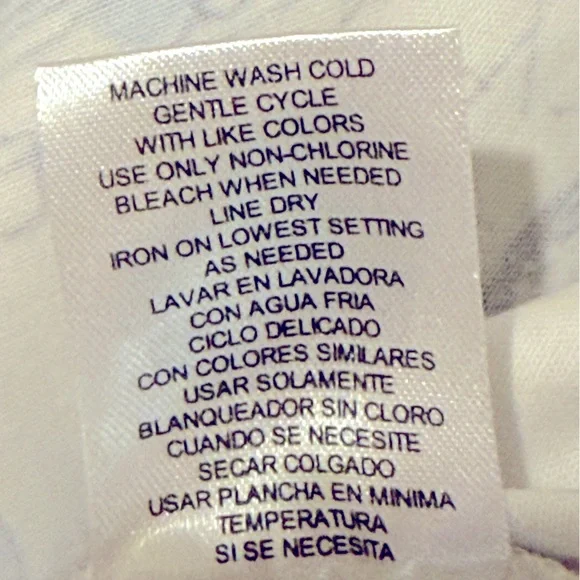 MACHINE WASH COLD
GENTLE CYCLE
WITH LIKE COLORS
USE ONLY NON-CHLORINE
BLEACH WHEN NEEDED
LINE DRY
IRON ON LOWEST SETTING
AS NEEDED
LAVAR EN LAVADORA
CON AGUA FRIA
CICLO DELICADO
CON COLORES SIMILARES
USAR SOLAMENTE
BLANQUEADOR SIN CLORO
CUANDO SE NECESITE
SECAR COLGADO
USAR PLANCHA EN MINIMA
TEMPERATURA
SI SE NECESITA